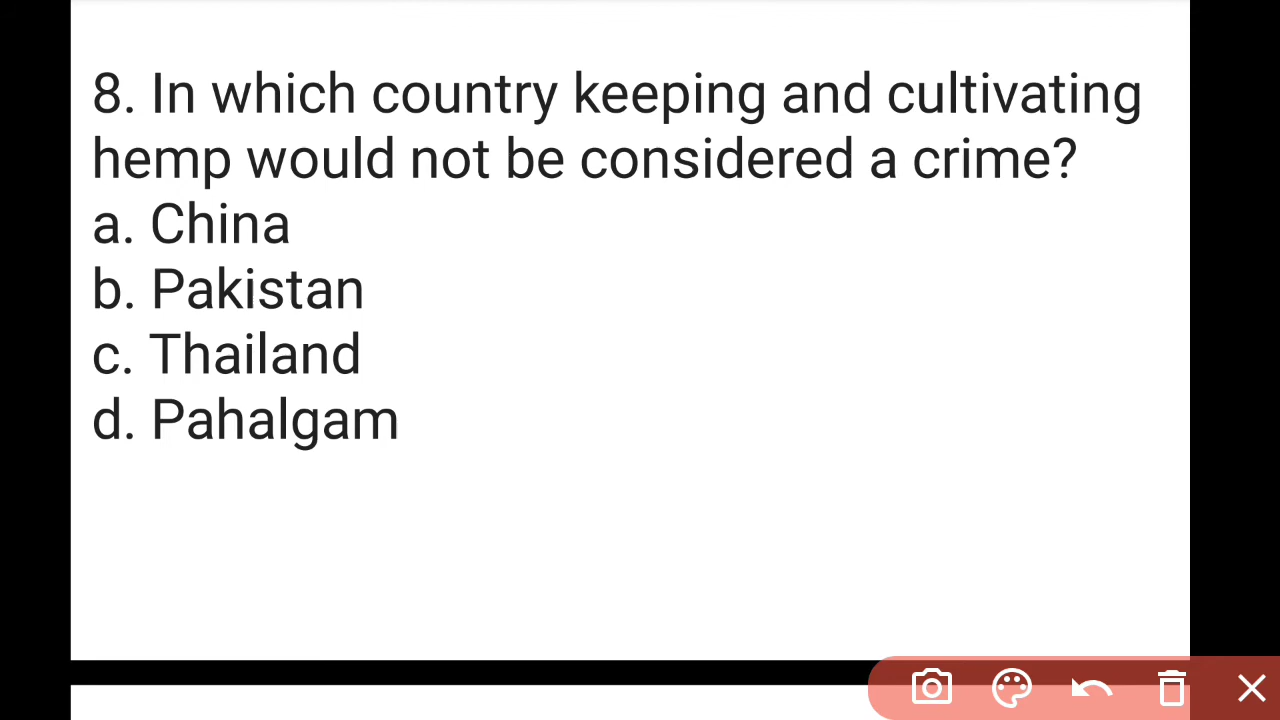 8. In which country keeping and cultivating
hemp would not be considered a crime?
a. China
b. Pakistan
c. Thailand
d. Pahalgam